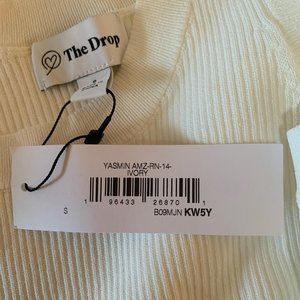 The Drop
YASMIN AMZ-RN-14-
IVORY
1 96433 26870 1
S
B09MJN KW5Y